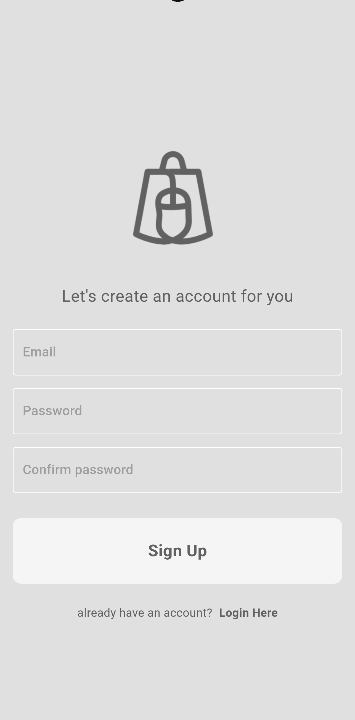 Let's create an account for you
Email
Password
Confirm password
Sign Up
already have an account? Login Here